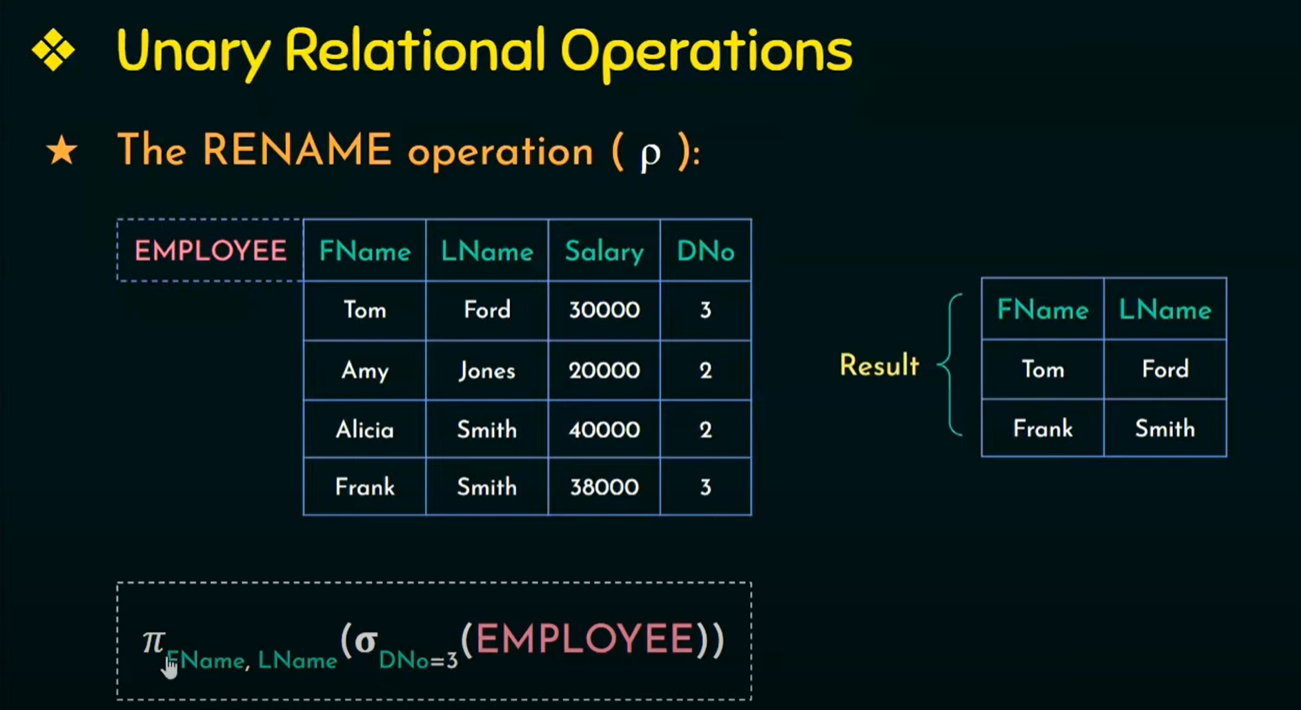 ❖ Unary Relational Operations
★ The RENAME operation ( ρ ):
EMPLOYEE FName LName Salary DNo
Tom Ford 30000 3
Amy Jones 20000 2
Alicia Smith 40000 2
Frank Smith 38000 3
Result
FName LName
Tom Ford
Frank Smith
π FName, LName (σ DNo=3 (EMPLOYEE))